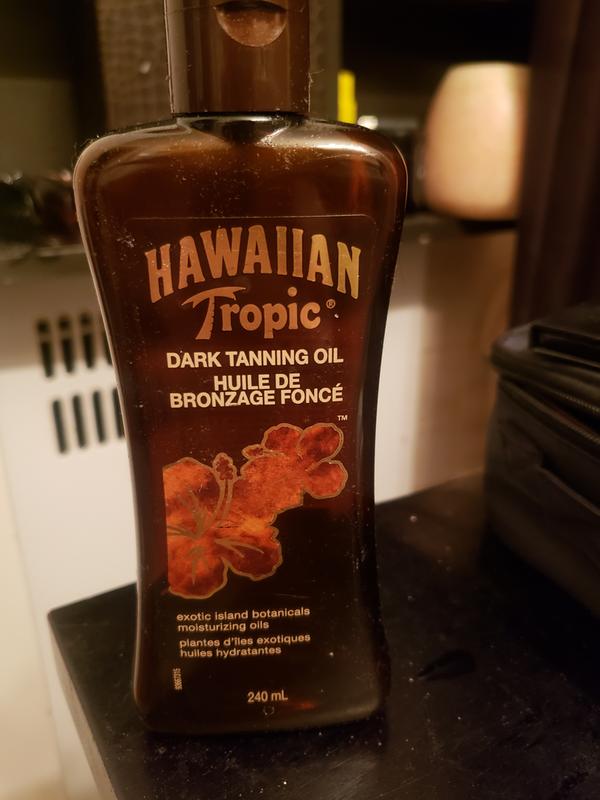 HAWAIIAN
Tropic®
DARK TANNING OIL
HUILE DE
BRONZAGE FONCÉ
™
exotic island botanicals
moisturizing oils
plantes d'îles exotiques
huiles hydratantes
240 mL